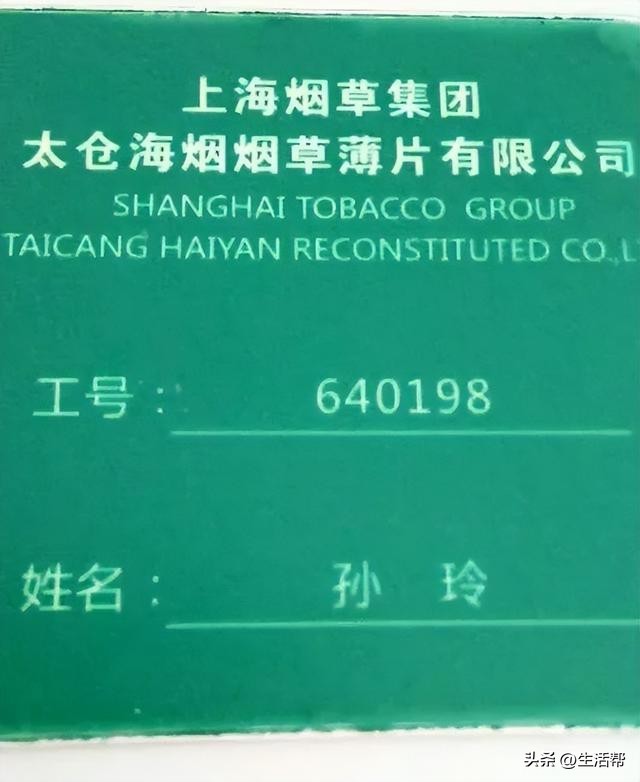 上海烟草集团
太仓海烟烟草薄片有限公司
SHANGHAI TOBACCO GROUP
TAICANG HAIYAN RECONSTITUTED CO.,L
工号：640198
姓名：孙 玲
头条 @生活帮